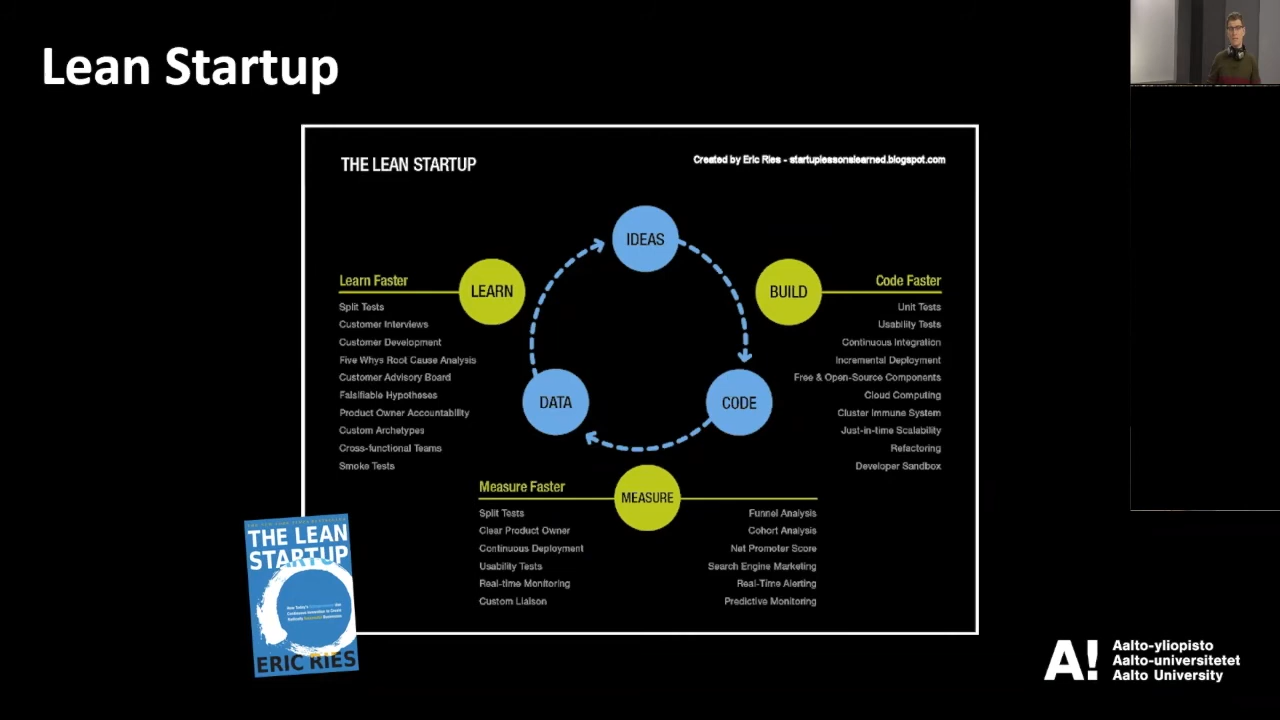 Lean Startup
THE LEAN STARTUP
Created by Eric Ries - startuplessonslearned.blogspot.com
IDEAS
LEARN
BUILD
DATA
CODE
MEASURE
Learn Faster
Split Tests
Customer Interviews
Customer Development
Five Whys Root Cause Analysis
Customer Advisory Board
Falsifiable Hypotheses
Product Owner Accountability
Custom Archetypes
Cross-functional Teams
Smoke Tests
Code Faster
Unit Tests
Usability Tests
Continuous Integration
Incremental Deployment
Free & Open-Source Components
Cloud Computing
Cluster Immune System
Just-in-time Scalability
Refactoring
Developer Sandbox
Measure Faster
Split Tests
Clear Product Owner
Continuous Deployment
Usability Tests
Real-time Monitoring
Custom Liaison
Funnel Analysis
Cohort Analysis
Net Promoter Score
Search Engine Marketing
Real-Time Alerting
Predictive Monitoring
THE LEAN
STARTUP
ERIC RIES
A!
Aalto-yliopisto
Aalto-universitetet
Aalto University